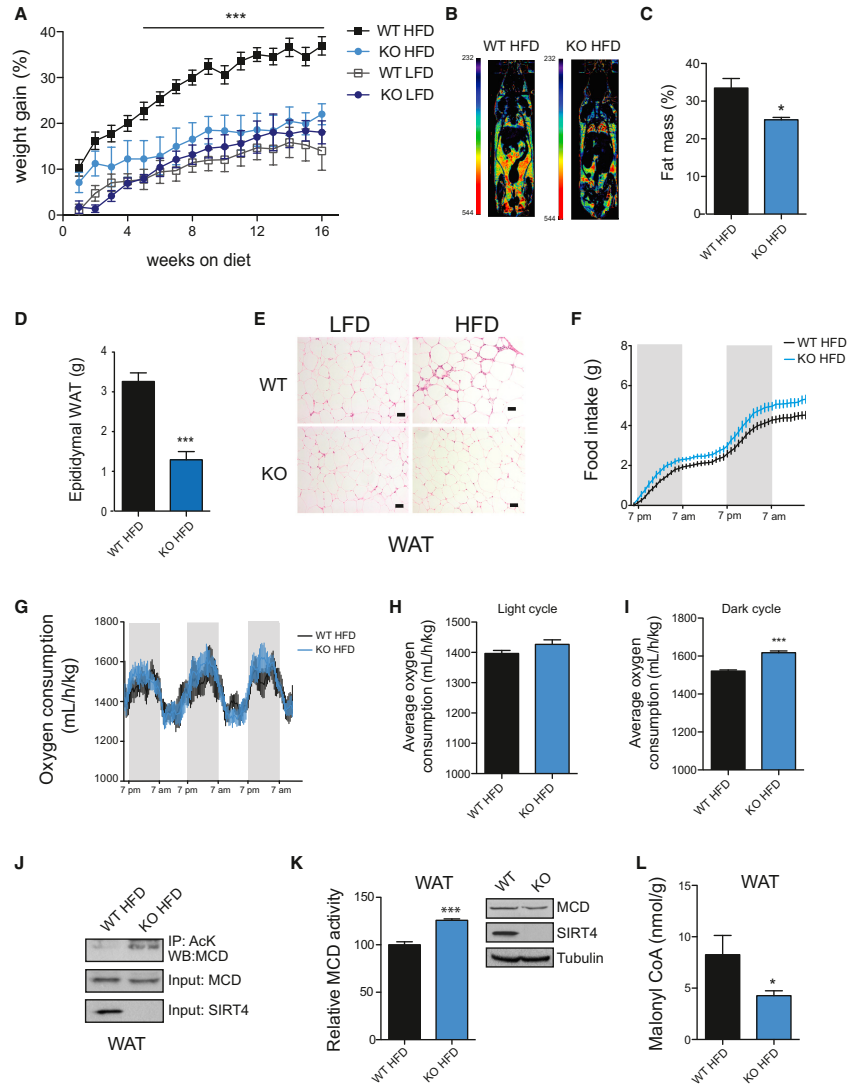 A
***
weight gain (%)
40
30
20
10
0
0
4
8
12
16
weeks on diet
WT HFD
KO HFD
WT LFD
KO LFD
B
WT HFD
KO HFD
232
544
232
544
C
Fat mass (%)
40
30
20
10
0
*
WT HFD
KO HFD
D
Epididymal WAT (g)
4
3
2
1
0
***
WT HFD
KO HFD
E
LFD
HFD
WT
KO
WAT
F
Food intake (g)
8
6
4
2
0
7 pm
7 am
7 pm
7 am
WT HFD
KO HFD
G
Oxygen consumption
(mL/h/kg)
1800
1600
1400
1200
1000
7 pm
7 am
7 pm
7 am
7 pm
7 am
WT HFD
KO HFD
H
Light cycle
Average oxygen
consumption (mL/h/kg)
1500
1400
1300
1200
1100
1000
WT HFD
KO HFD
I
Dark cycle
Average oxygen
consumption (mL/h/kg)
1800
1600
1400
1200
1000
***
WT HFD
KO HFD
J
WT HFD
KO HFD
IP: AcK
WB:MCD
Input: MCD
Input: SIRT4
WAT
K
WAT
Relative MCD activity
150
100
50
0
***
WT HFD
KO HFD
WT
KO
MCD
SIRT4
Tubulin
L
WAT
Malonyl CoA (nmol/g)
15
10
5
0
*
WT HFD
KO HFD